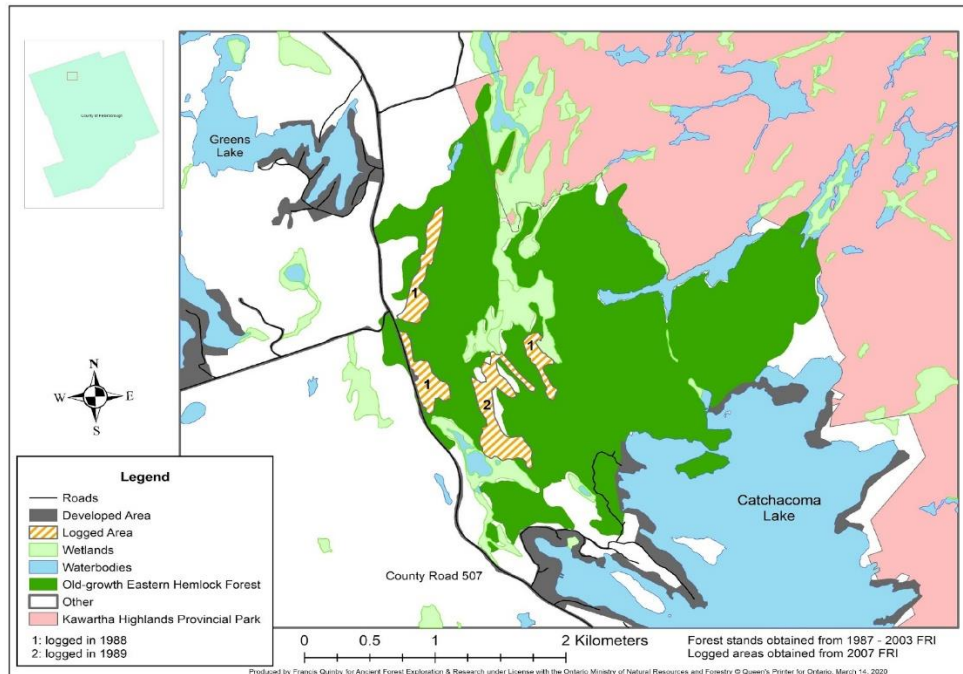 County of Peterborough
Greens
Lake
1
1
1
2
N
W E
S
Catchacoma
Lake
County Road 507
Legend
Roads
Developed Area
Logged Area
Wetlands
Waterbodies
Old-growth Eastern Hemlock Forest
Other
Kawartha Highlands Provincial Park
1: logged in 1988
2: logged in 1989
0 0.5 1 2 Kilometers
Forest stands obtained from 1987 - 2003 FRI
Logged areas obtained from 2007 FRI
Produced by Francis Quinby for Ancient Forest Exploration & Research under License with the Ontario Ministry of Natural Resources and Forestry © Queen's Printer for Ontario, March 14, 2020